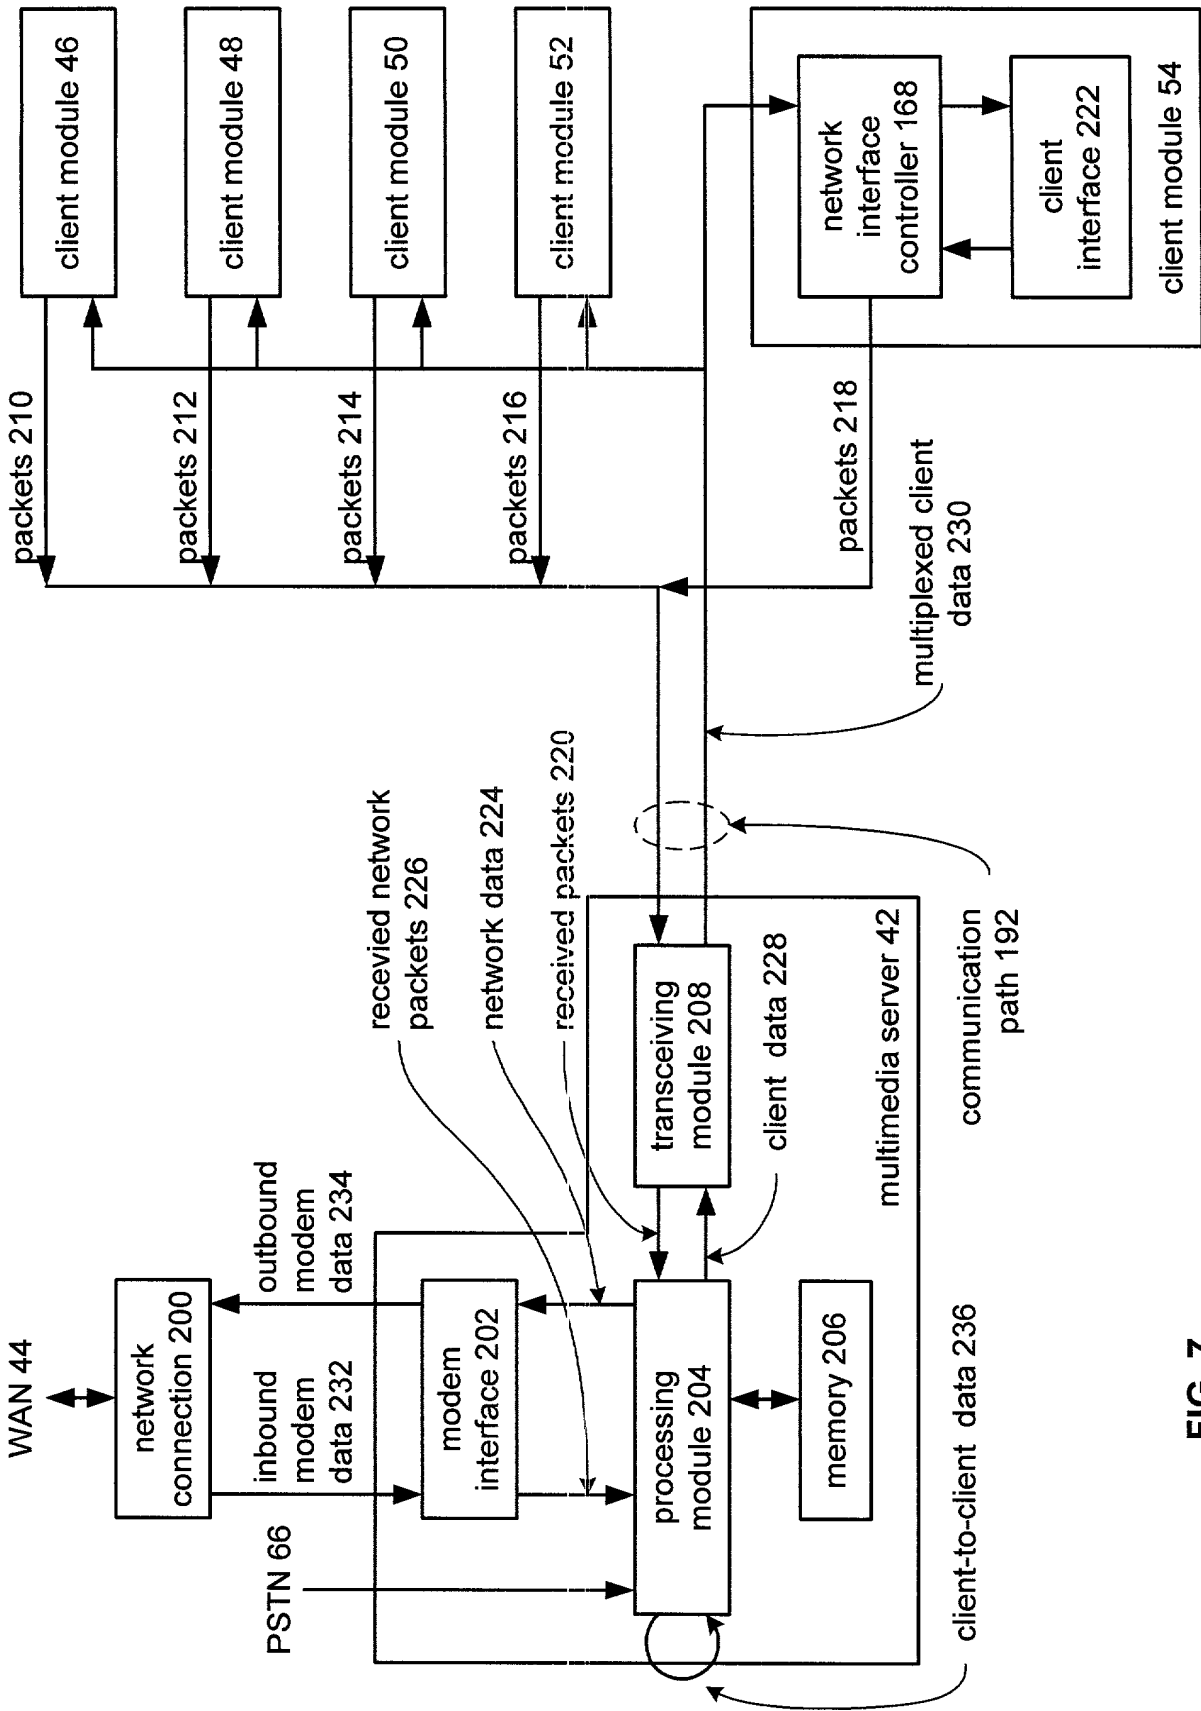 WAN 44
network
connection 200
inbound
modem
data 232
outbound
modem
data 234
PSTN 66
modem
interface 202
processing
module 204
memory 206
client-to-client data 236
recevied network
packets 226
network data 224
received packets 220
transceiving
module 208
client data 228
multimedia server 42
communication
path 192
multiplexed client
data 230
packets 210
packets 212
packets 214
packets 216
packets 218
client module 46
client module 48
client module 50
client module 52
network
interface
controller 168
client
interface 222
client module 54
FIG. 7